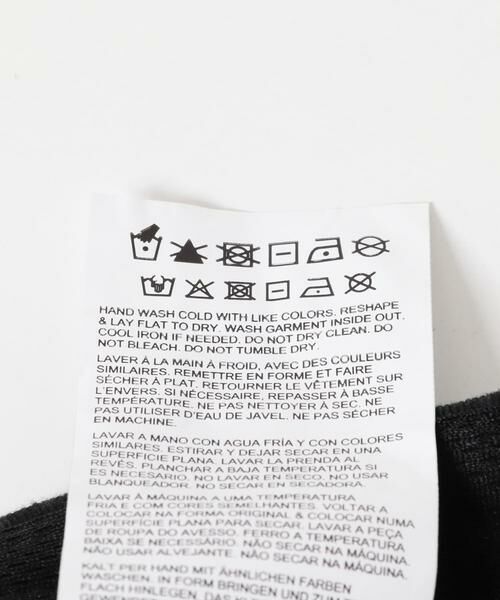 HAND WASH COLD WITH LIKE COLORS. RESHAPE
& LAY FLAT TO DRY. WASH GARMENT INSIDE OUT.
COOL IRON IF NEEDED. DO NOT DRY CLEAN. DO
NOT BLEACH. DO NOT TUMBLE DRY.
LAVER À LA MAIN À FROID, AVEC DES COULEURS
SIMILAIRES. REMETTRE EN FORME ET FAIRE
SÉCHER À PLAT. RETOURNER LE VÊTEMENT SUR
L'ENVERS. SI NÉCESSAIRE, REPASSER À BASSE
TEMPÉRATURE. NE PAS NETTOYER À SEC. NE
PAS UTILISER D'EAU DE JAVEL. NE PAS SÉCHER
EN MACHINE.
LAVAR A MANO CON AGUA FRÍA Y CON COLORES
SIMILARES. ESTIRAR Y DEJAR SECAR EN UNA
SUPERFICIE PLANA. LAVAR LA PRENDA AL
REVÉS. PLANCHAR A BAJA TEMPERATURA SI
ES NECESARIO. NO LAVAR EN SECO. NO USAR
BLANQUEADOR. NO SECAR EN SECADORA.
LAVAR À MÁQUINA A UMA TEMPERATURA
FRIA E COM CORES SEMELHANTES. VOLTAR A
COLOCAR NA FORMA ORIGINAL & COLOCAR NUMA
SUPERFÍCIE PLANA PARA SECAR. LAVAR A PEÇA
DE ROUPA DO AVESSO. FERRO A TEMPERATURA
BAIXA SE NECESSÁRIO. NÃO SECAR NA MÁQUINA.
NÃO USAR ALVEJANTE. NÃO SECAR NA MÁQUINA.
KALT PER HAND MIT ÄHNLICHEN FARBEN
WASCHEN. IN FORM BRINGEN UND ZUM
FLACH HINLEGEN. DAS